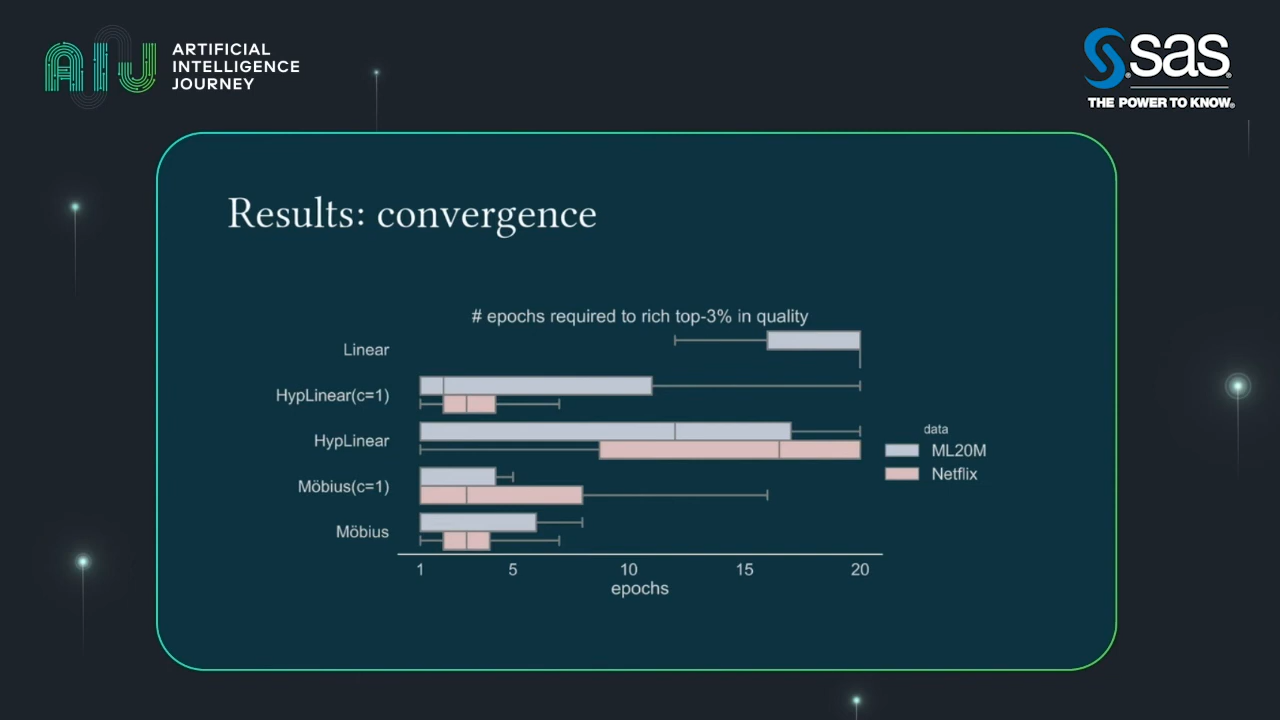 ARTIFICIAL
INTELLIGENCE
JOURNEY
sas
THE POWER TO KNOW®
Results: convergence
# epochs required to rich top-3% in quality
Linear
HypLinear(c=1)
HypLinear
Möbius(c=1)
Möbius
data
ML20M
Netflix
1 5 10 15 20
epochs